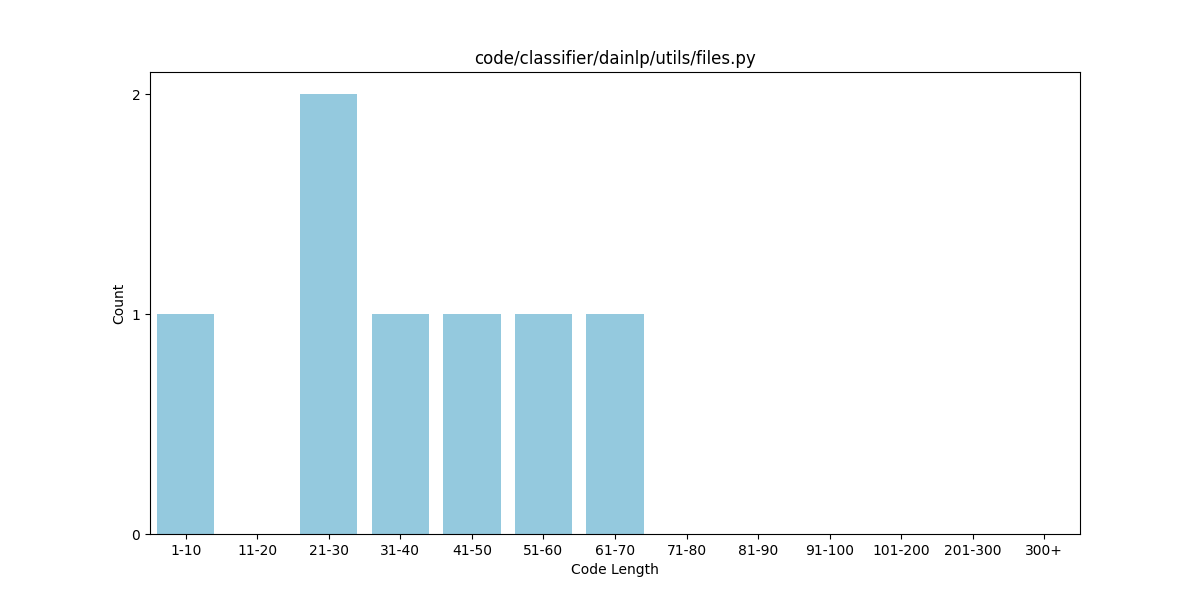 code/classifier/dainlp/utils/files.py
2
1
0
Count
1-10 11-20 21-30 31-40 41-50 51-60 61-70 71-80 81-90 91-100 101-200 201-300 300+
Code Length